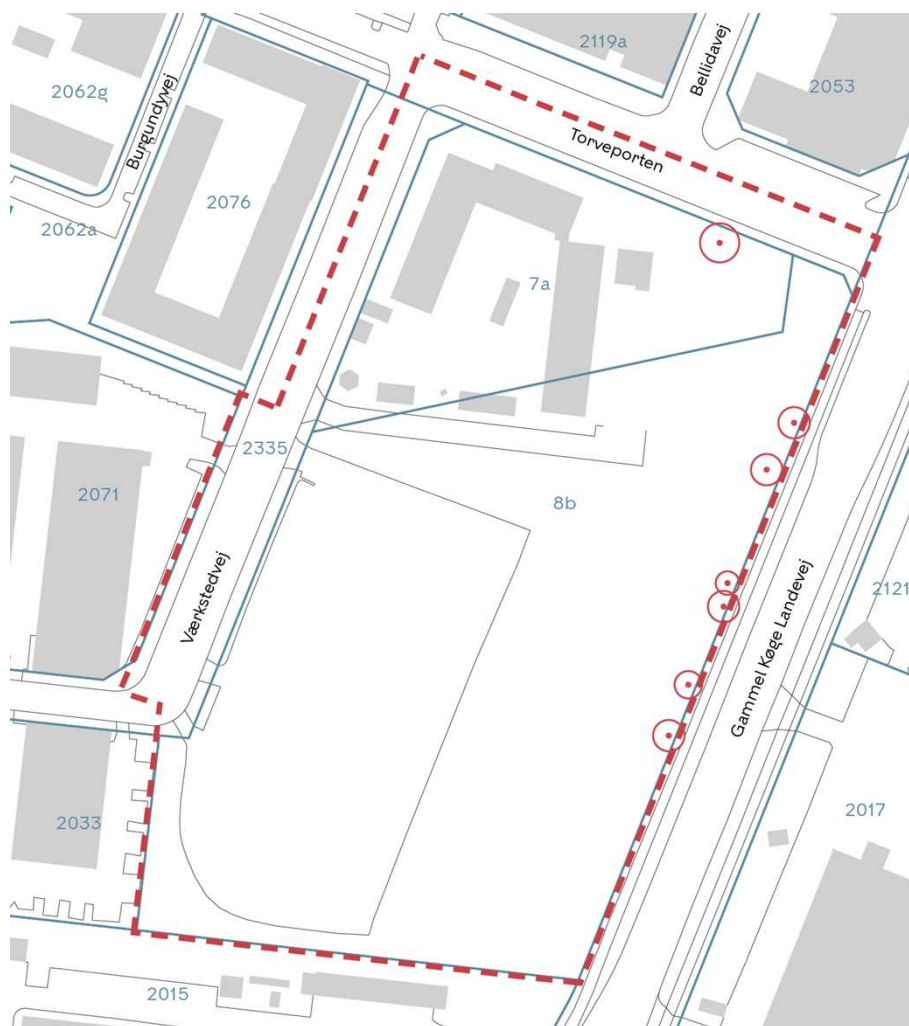 2119a
Bellidavej
2053
2062g
Burgundyvej
Torveporten
2076
2062a
7a
2335
2071
8b
Værkstedvej
2121
Gammel Køge Landevej
2033
2017
2015